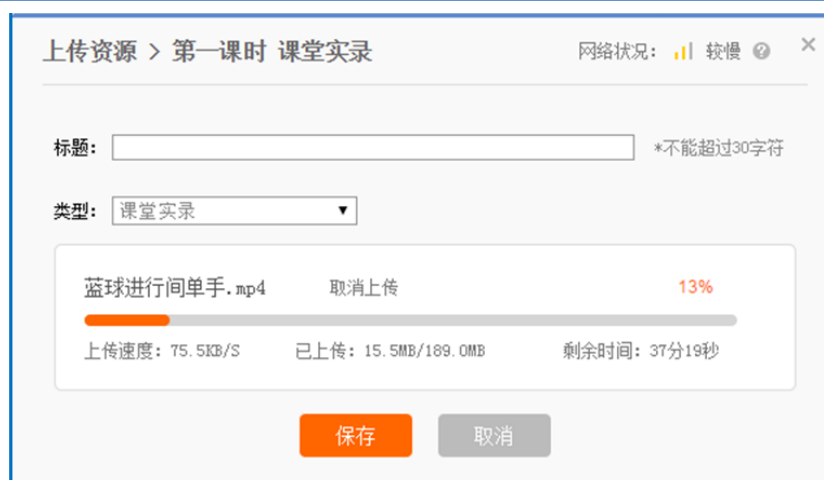 上传资源 > 第一课时 课堂实录 网络状况: 较慢 ?
标题: *不能超过30字符
类型: 课堂实录
蓝球进行间单手.mp4 取消上传 13%
上传速度: 75.5KB/S 已上传: 15.5MB/189.0MB 剩余时间: 37分19秒
保存 取消